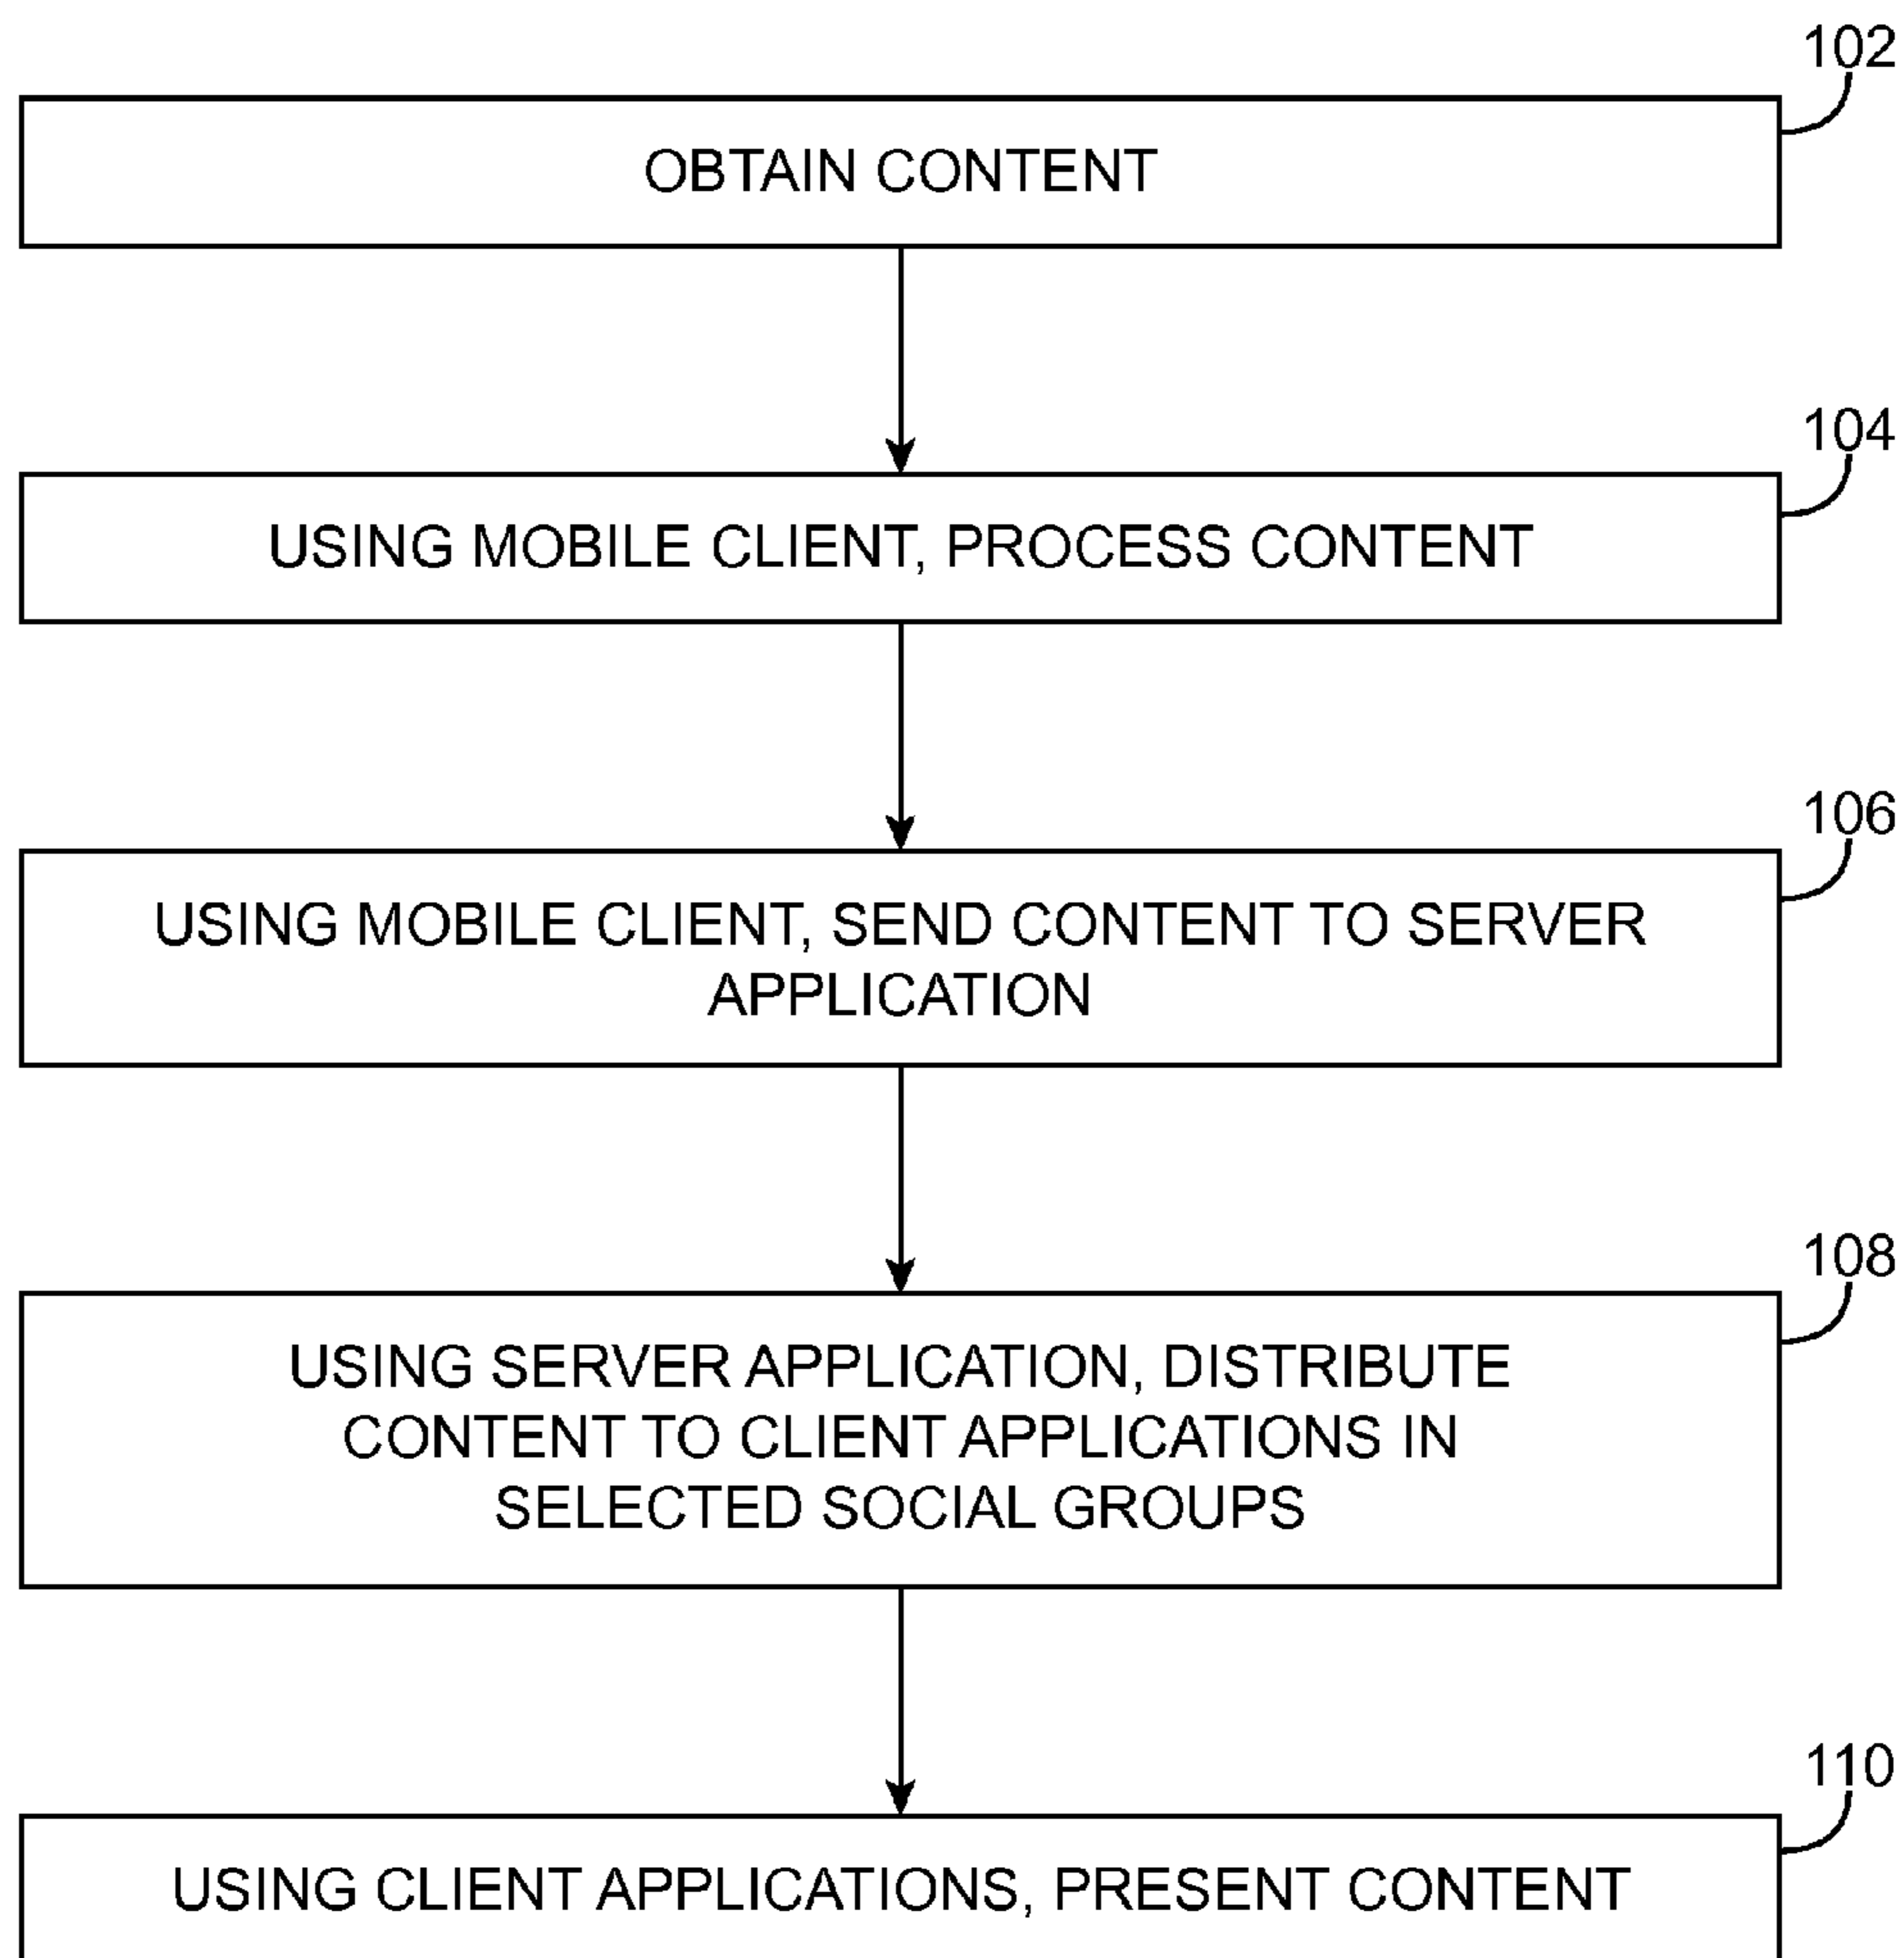 102
OBTAIN CONTENT
104
USING MOBILE CLIENT, PROCESS CONTENT
106
USING MOBILE CLIENT, SEND CONTENT TO SERVER
APPLICATION
108
USING SERVER APPLICATION, DISTRIBUTE
CONTENT TO CLIENT APPLICATIONS IN
SELECTED SOCIAL GROUPS
110
USING CLIENT APPLICATIONS, PRESENT CONTENT